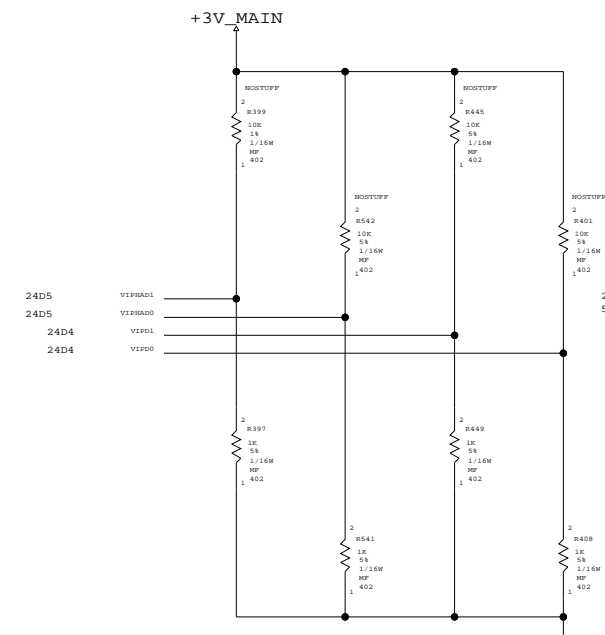 +3V_MAIN
NOSTUFF
2
R399
10K
1%
1/16W
MF
402
1
NOSTUFF
2
R445
10K
5%
1/16W
MF
402
1
NOSTUFF
2
R542
10K
5%
1/16W
MF
402
1
NOSTUFF
2
R401
10K
5%
1/16W
MF
402
1
24D5 VIPHAD1
24D5 VIPHAD0
24D4 VIPD1
24D4 VIPD0
2
R397
1K
5%
1/16W
MF
402
1
2
R449
1K
5%
1/16W
MF
402
1
2
R541
1K
5%
1/16W
MF
402
1
2
R408
1K
5%
1/16W
MF
402
1